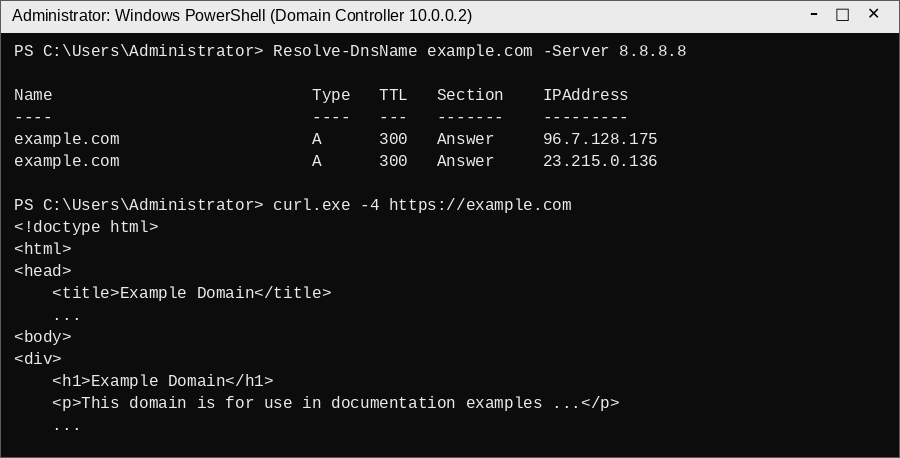 Administrator: Windows PowerShell (Domain Controller 10.0.0.2)
PS C:\Users\Administrator> Resolve-DnsName example.com -Server 8.8.8.8
Name                           Type   TTL   Section    IPAddress
----                           ----   ---   -------    ---------
example.com                    A      300   Answer     96.7.128.175
example.com                    A      300   Answer     23.215.0.136
PS C:\Users\Administrator> curl.exe -4 https://example.com
<!doctype html>
<html>
<head>
    <title>Example Domain</title>
    ...
<body>
<div>
    <h1>Example Domain</h1>
    <p>This domain is for use in documentation examples ...</p>
    ...